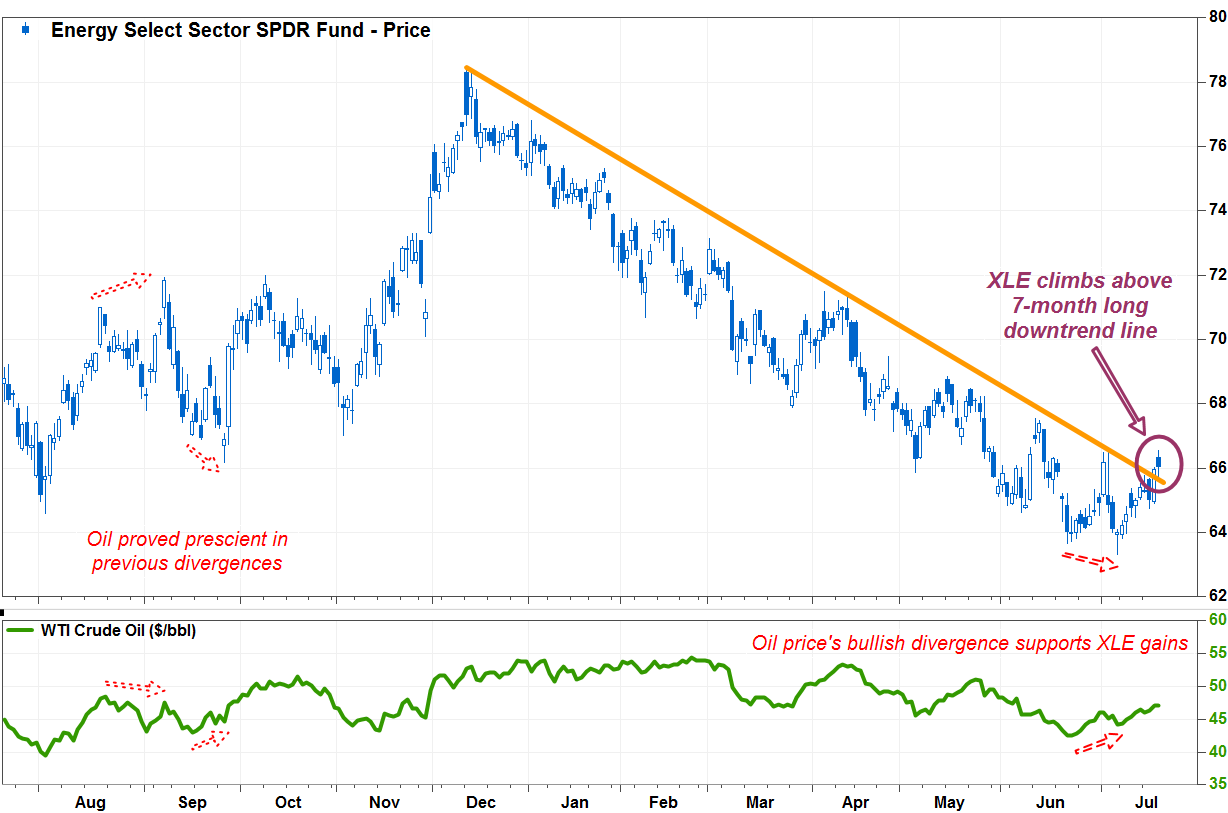 Energy Select Sector SPDR Fund - Price
80
78
76
74
72
70
68
66
64
62
XLE climbs above
7-month long
downtrend line
Oil proved prescient in
previous divergences
WTI Crude Oil ($/bbl)
Oil price's bullish divergence supports XLE gains
60
55
50
45
40
35
Aug Sep Oct Nov Dec Jan Feb Mar Apr May Jun Jul